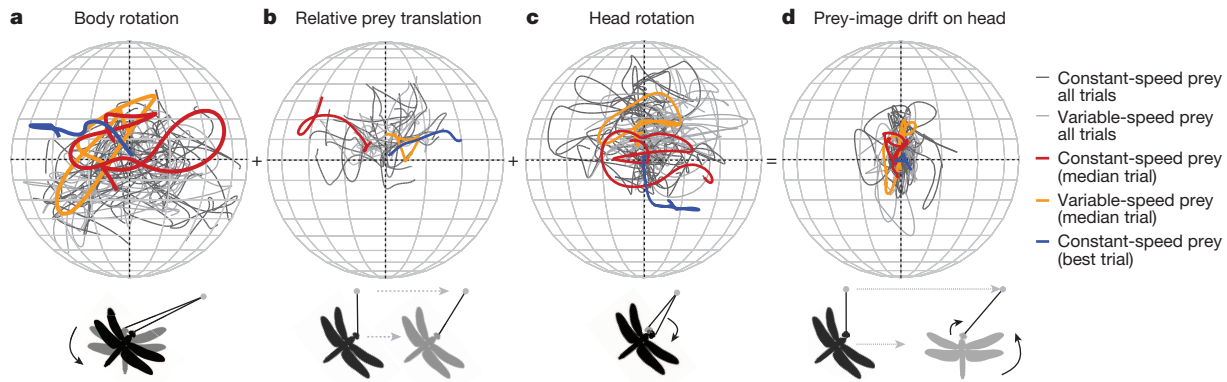 a Body rotation
b Relative prey translation
c Head rotation
d Prey-image drift on head
+
+
=
Constant-speed prey
all trials
Variable-speed prey
all trials
Constant-speed prey
(median trial)
Variable-speed prey
(median trial)
Constant-speed prey
(best trial)